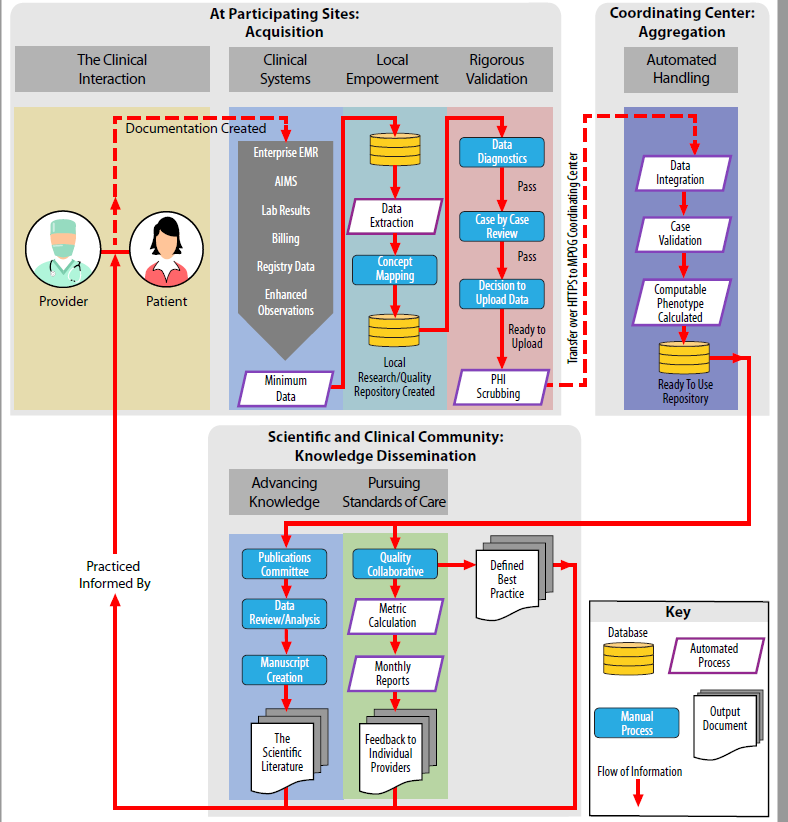 At Participating Sites:
Acquisition
Coordinating Center:
Aggregation
The Clinical
Interaction
Clinical
Systems
Local
Empowerment
Rigorous
Validation
Automated
Handling
Documentation Created
Provider
Patient
Enterprise EMR
AIMS
Lab Results
Billing
Registry Data
Enhanced
Observations
Minimum
Data
Data
Extraction
Concept
Mapping
Local
Research/Quality
Repository Created
Data
Diagnostics
Pass
Case by Case
Review
Pass
Decision to
Upload Data
Ready to
Upload
PHI
Scrubbing
Transfer over HTTPS to MPOG Coordinating Center
Data
Integration
Case
Validation
Computable
Phenotype
Calculated
Ready To Use
Repository
Scientific and Clinical Community:
Knowledge Dissemination
Advancing
Knowledge
Pursuing
Standards of Care
Publications
Committee
Data
Review/Analysis
Manuscript
Creation
The
Scientific
Literature
Quality
Collaborative
Metric
Calculation
Monthly
Reports
Feedback to
Individual
Providers
Defined
Best
Practice
Practiced
Informed By
Key
Database
Automated
Process
Manual
Process
Output
Document
Flow of Information